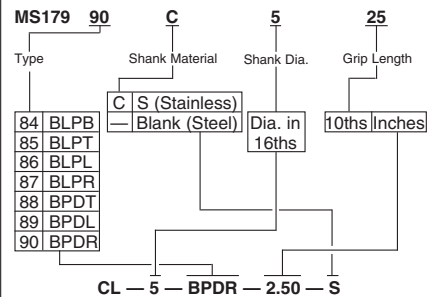 MS179 90 C 5 25
Type Shank Material Shank Dia. Grip Length
C S (Stainless)
— Blank (Steel)
Dia. in
16ths
10ths Inches
84 BLPB
85 BLPT
86 BLPL
87 BLPR
88 BPDT
89 BPDL
90 BPDR
CL — 5 — BPDR — 2.50 — S